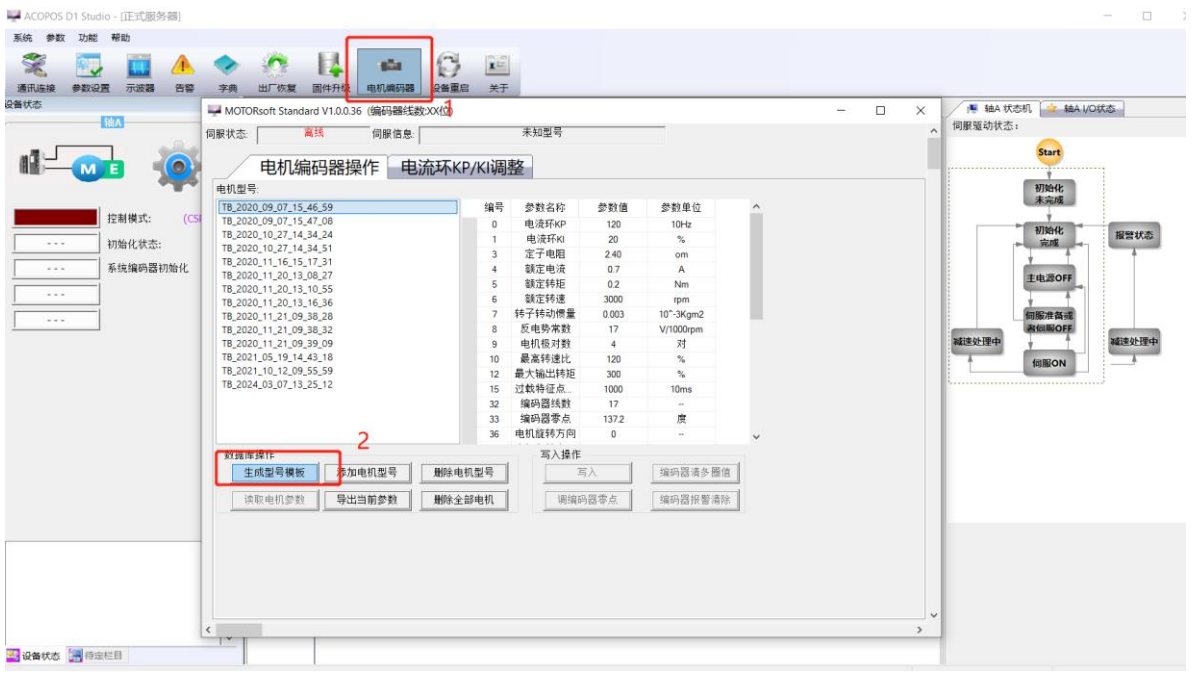 ACOPOS D1 Studio - [正式服务器]
系统 参数 功能 帮助
通讯连接 参数设置 示波器 告警 字典 出厂恢复 固件升级 电机编码器 设备重启 关于
1
设备状态
轴A
M E
控制模式: (CSP
--- 初始化状态:
--- 系统编码器初始化
---
---
设备状态 待定栏目
MOTORsoft Standard V1.0.0.36 (编码器线数:XX位)
伺服状态: 离线 伺服信息: 未知型号
电机编码器操作 电流环KP/KI调整
电机型号:
TB_2020_09_07_15_46_59
TB_2020_09_07_15_47_08
TB_2020_10_27_14_34_24
TB_2020_10_27_14_34_51
TB_2020_11_16_15_17_31
TB_2020_11_20_13_08_27
TB_2020_11_20_13_10_55
TB_2020_11_20_13_16_36
TB_2020_11_21_09_38_28
TB_2020_11_21_09_38_32
TB_2020_11_21_09_39_09
TB_2021_05_19_14_43_18
TB_2021_10_12_09_55_59
TB_2024_03_07_13_25_12
编号 参数名称 参数值 参数单位
0 电流环KP 120 10Hz
1 电流环KI 20 %
3 定子电阻 2.40 om
4 额定电流 0.7 A
5 额定转矩 0.2 Nm
6 额定转速 3000 rpm
7 转子转动惯量 0.003 10^-3Kgm2
8 反电势常数 17 V/1000rpm
9 电机极对数 4 对
10 最高转速比 120 %
12 最大输出转矩 300 %
15 过载特征点... 1000 10ms
32 编码器线数 17 --
33 编码器零点 137.2 度
36 电机旋转方向 0 --
2
数据库操作 写入操作
生成型号模板 添加电机型号 删除电机型号 写入 编码器清多圈值
读取电机参数 导出当前参数 删除全部电机 调编码器零点 编码器报警清除
轴A 状态机 轴A I/O状态
伺服驱动状态:
Start
初始化
未完成
初始化
完成
报警状态
主电源OFF
伺服准备或
者伺服OFF
减速处理中
减速处理中
伺服ON